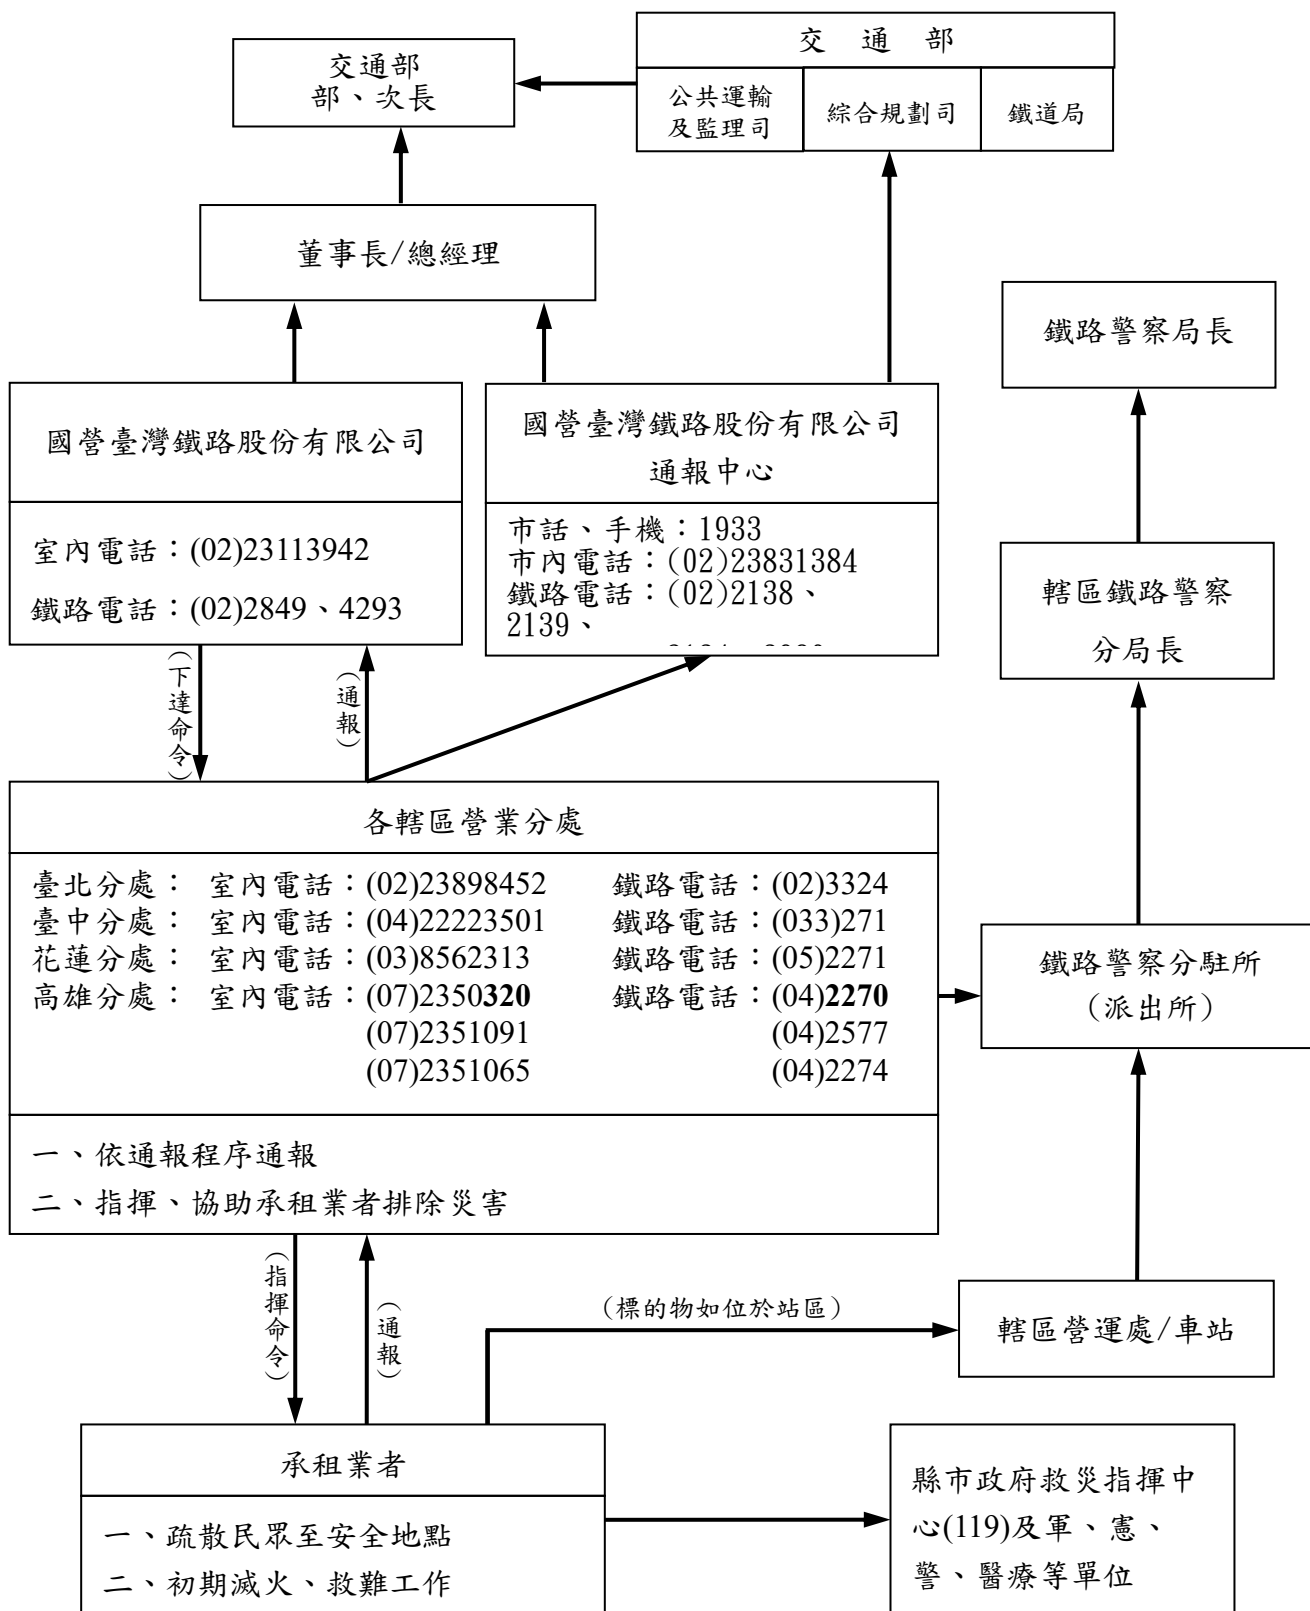 交通部
部、次長
交　通　部
公共運輸
及監理司
綜合規劃司
鐵道局
董事長/總經理
鐵路警察局長
國營臺灣鐵路股份有限公司
室內電話：(02)23113942
鐵路電話：(02)2849、4293
國營臺灣鐵路股份有限公司
通報中心
市話、手機：1933
市內電話：(02)23831384
鐵路電話：(02)2138、
2139、
轄區鐵路警察
分局長
(下達命令)
(通報)
各轄區營業分處
臺北分處：　室內電話：(02)23898452　鐵路電話：(02)3324
臺中分處：　室內電話：(04)22223501　鐵路電話：(033)271
花蓮分處：　室內電話：(03)8562313　鐵路電話：(05)2271
高雄分處：　室內電話：(07)2350320　鐵路電話：(04)2270
(07)2351091　(04)2577
(07)2351065　(04)2274
一、依通報程序通報
二、指揮、協助承租業者排除災害
鐵路警察分駐所
（派出所）
(指揮命令)
(通報)
（標的物如位於站區）
轄區營運處/車站
承租業者
一、疏散民眾至安全地點
二、初期滅火、救難工作
縣市政府救災指揮中
心(119)及軍、憲、
警、醫療等單位